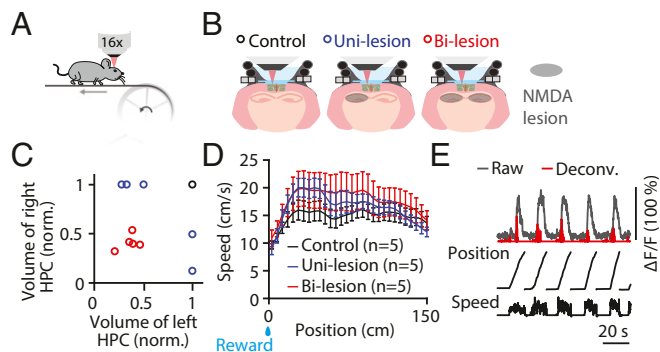 A
16x
B
Control
Uni-lesion
Bi-lesion
NMDA
lesion
C
Volume of right
HPC (norm.)
1
0.5
0
0
0.5
1
Volume of left
HPC (norm.)
D
Speed (cm/s)
25
20
15
10
5
0
Control (n=5)
Uni-lesion (n=5)
Bi-lesion (n=5)
0
150
Position (cm)
Reward
E
Raw
Deconv.
ΔF/F (100 %)
Position
Speed
20 s